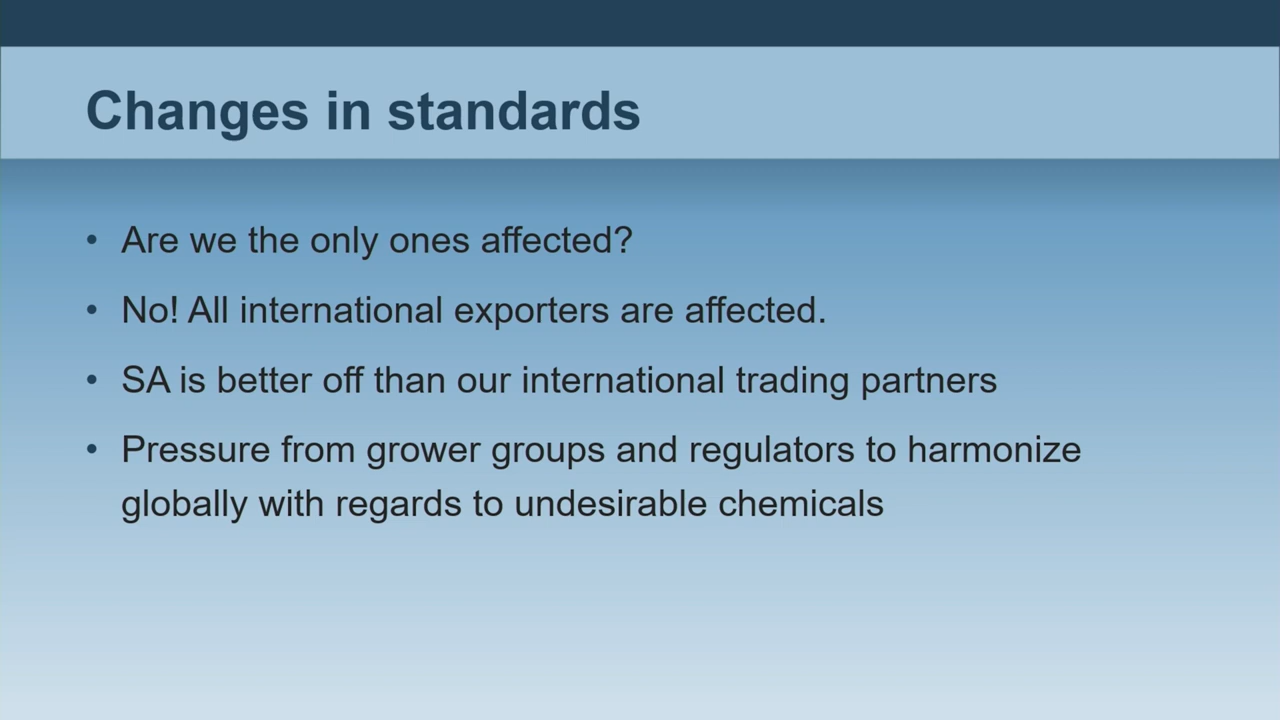 Changes in standards
• Are we the only ones affected?
• No! All international exporters are affected.
• SA is better off than our international trading partners
• Pressure from grower groups and regulators to harmonize
globally with regards to undesirable chemicals